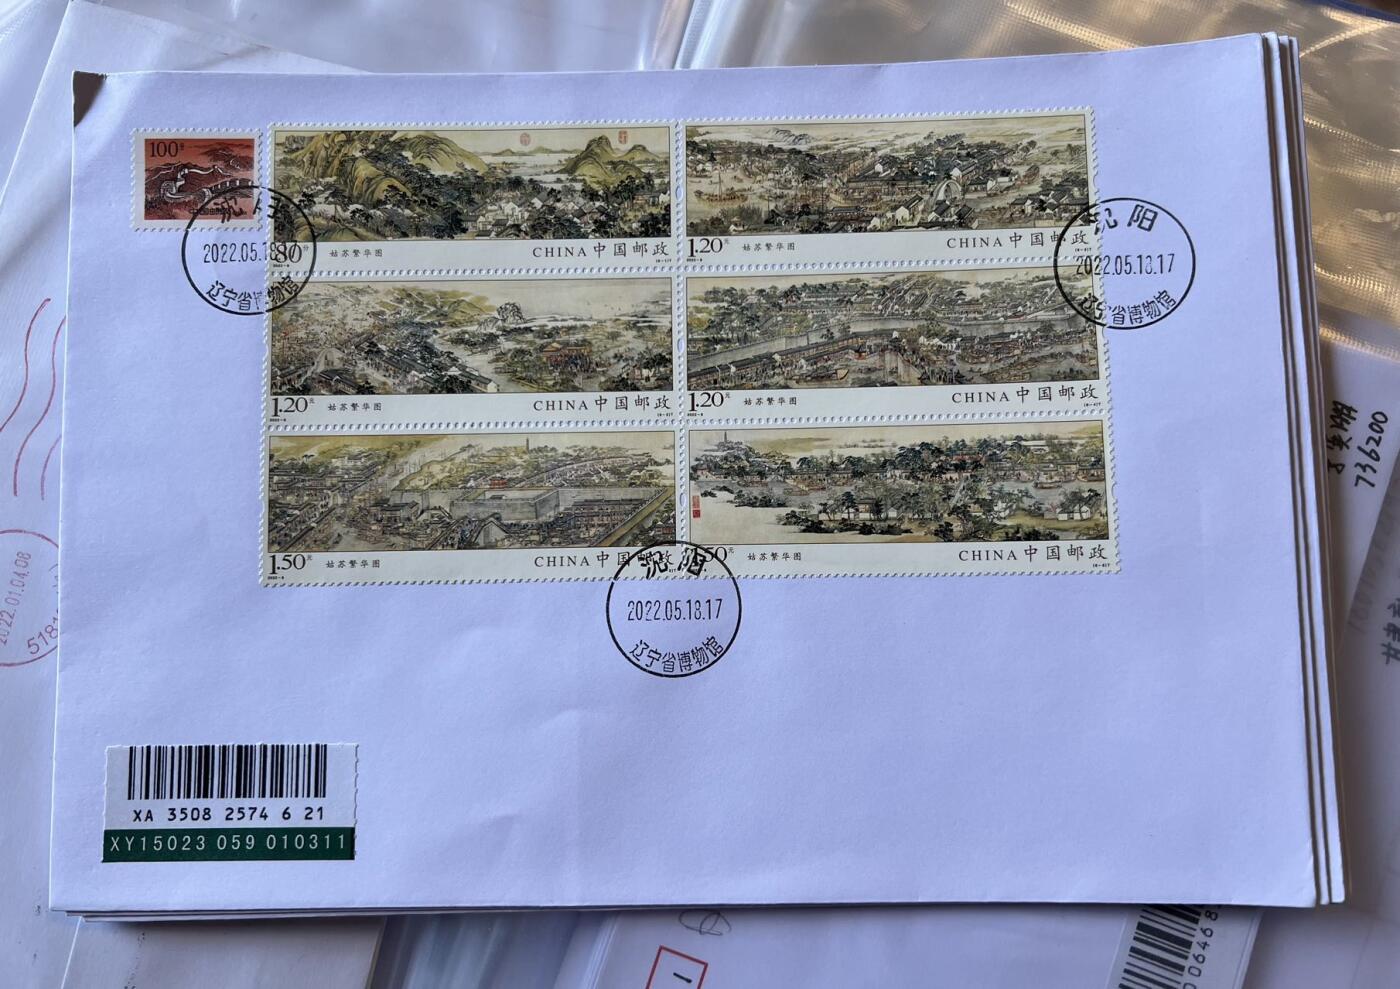 100分
80分 姑苏繁华图 CHINA 中国邮政
1.20元 姑苏繁华图 CHINA 中国邮政
1.20元 姑苏繁华图 CHINA 中国邮政
1.20元 姑苏繁华图 CHINA 中国邮政
1.50元 姑苏繁华图 CHINA 中国邮政
1.50元 姑苏繁华图 CHINA 中国邮政
沈阳
2022.05.18
辽宁省博物馆
沈阳
2022.05.18.17
辽宁省博物馆
沈阳
2022.05.18.17
辽宁省博物馆
XA 3508 2574 6 21
XY15023 059 010311
2022.01.04.08
736200